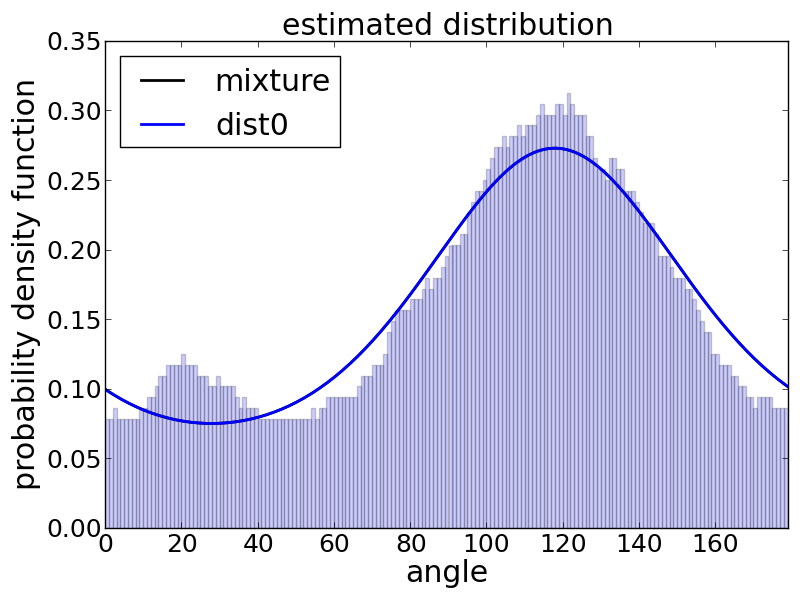 estimated distribution
probability density function
0.35
0.30
0.25
0.20
0.15
0.10
0.05
0.00
mixture
dist0
0 20 40 60 80 100 120 140 160
angle